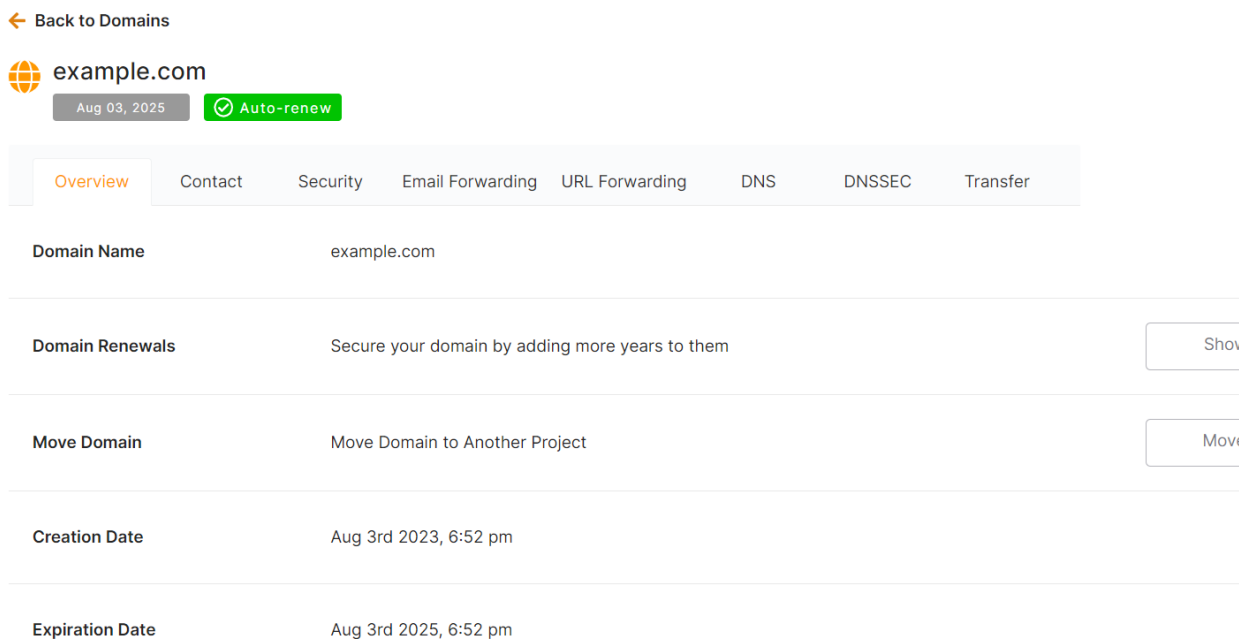 Back to Domains
example.com
Aug 03, 2025 Auto-renew
Overview Contact Security Email Forwarding URL Forwarding DNS DNSSEC Transfer
Domain Name example.com
Domain Renewals Secure your domain by adding more years to them
Move Domain Move Domain to Another Project
Creation Date Aug 3rd 2023, 6:52 pm
Expiration Date Aug 3rd 2025, 6:52 pm